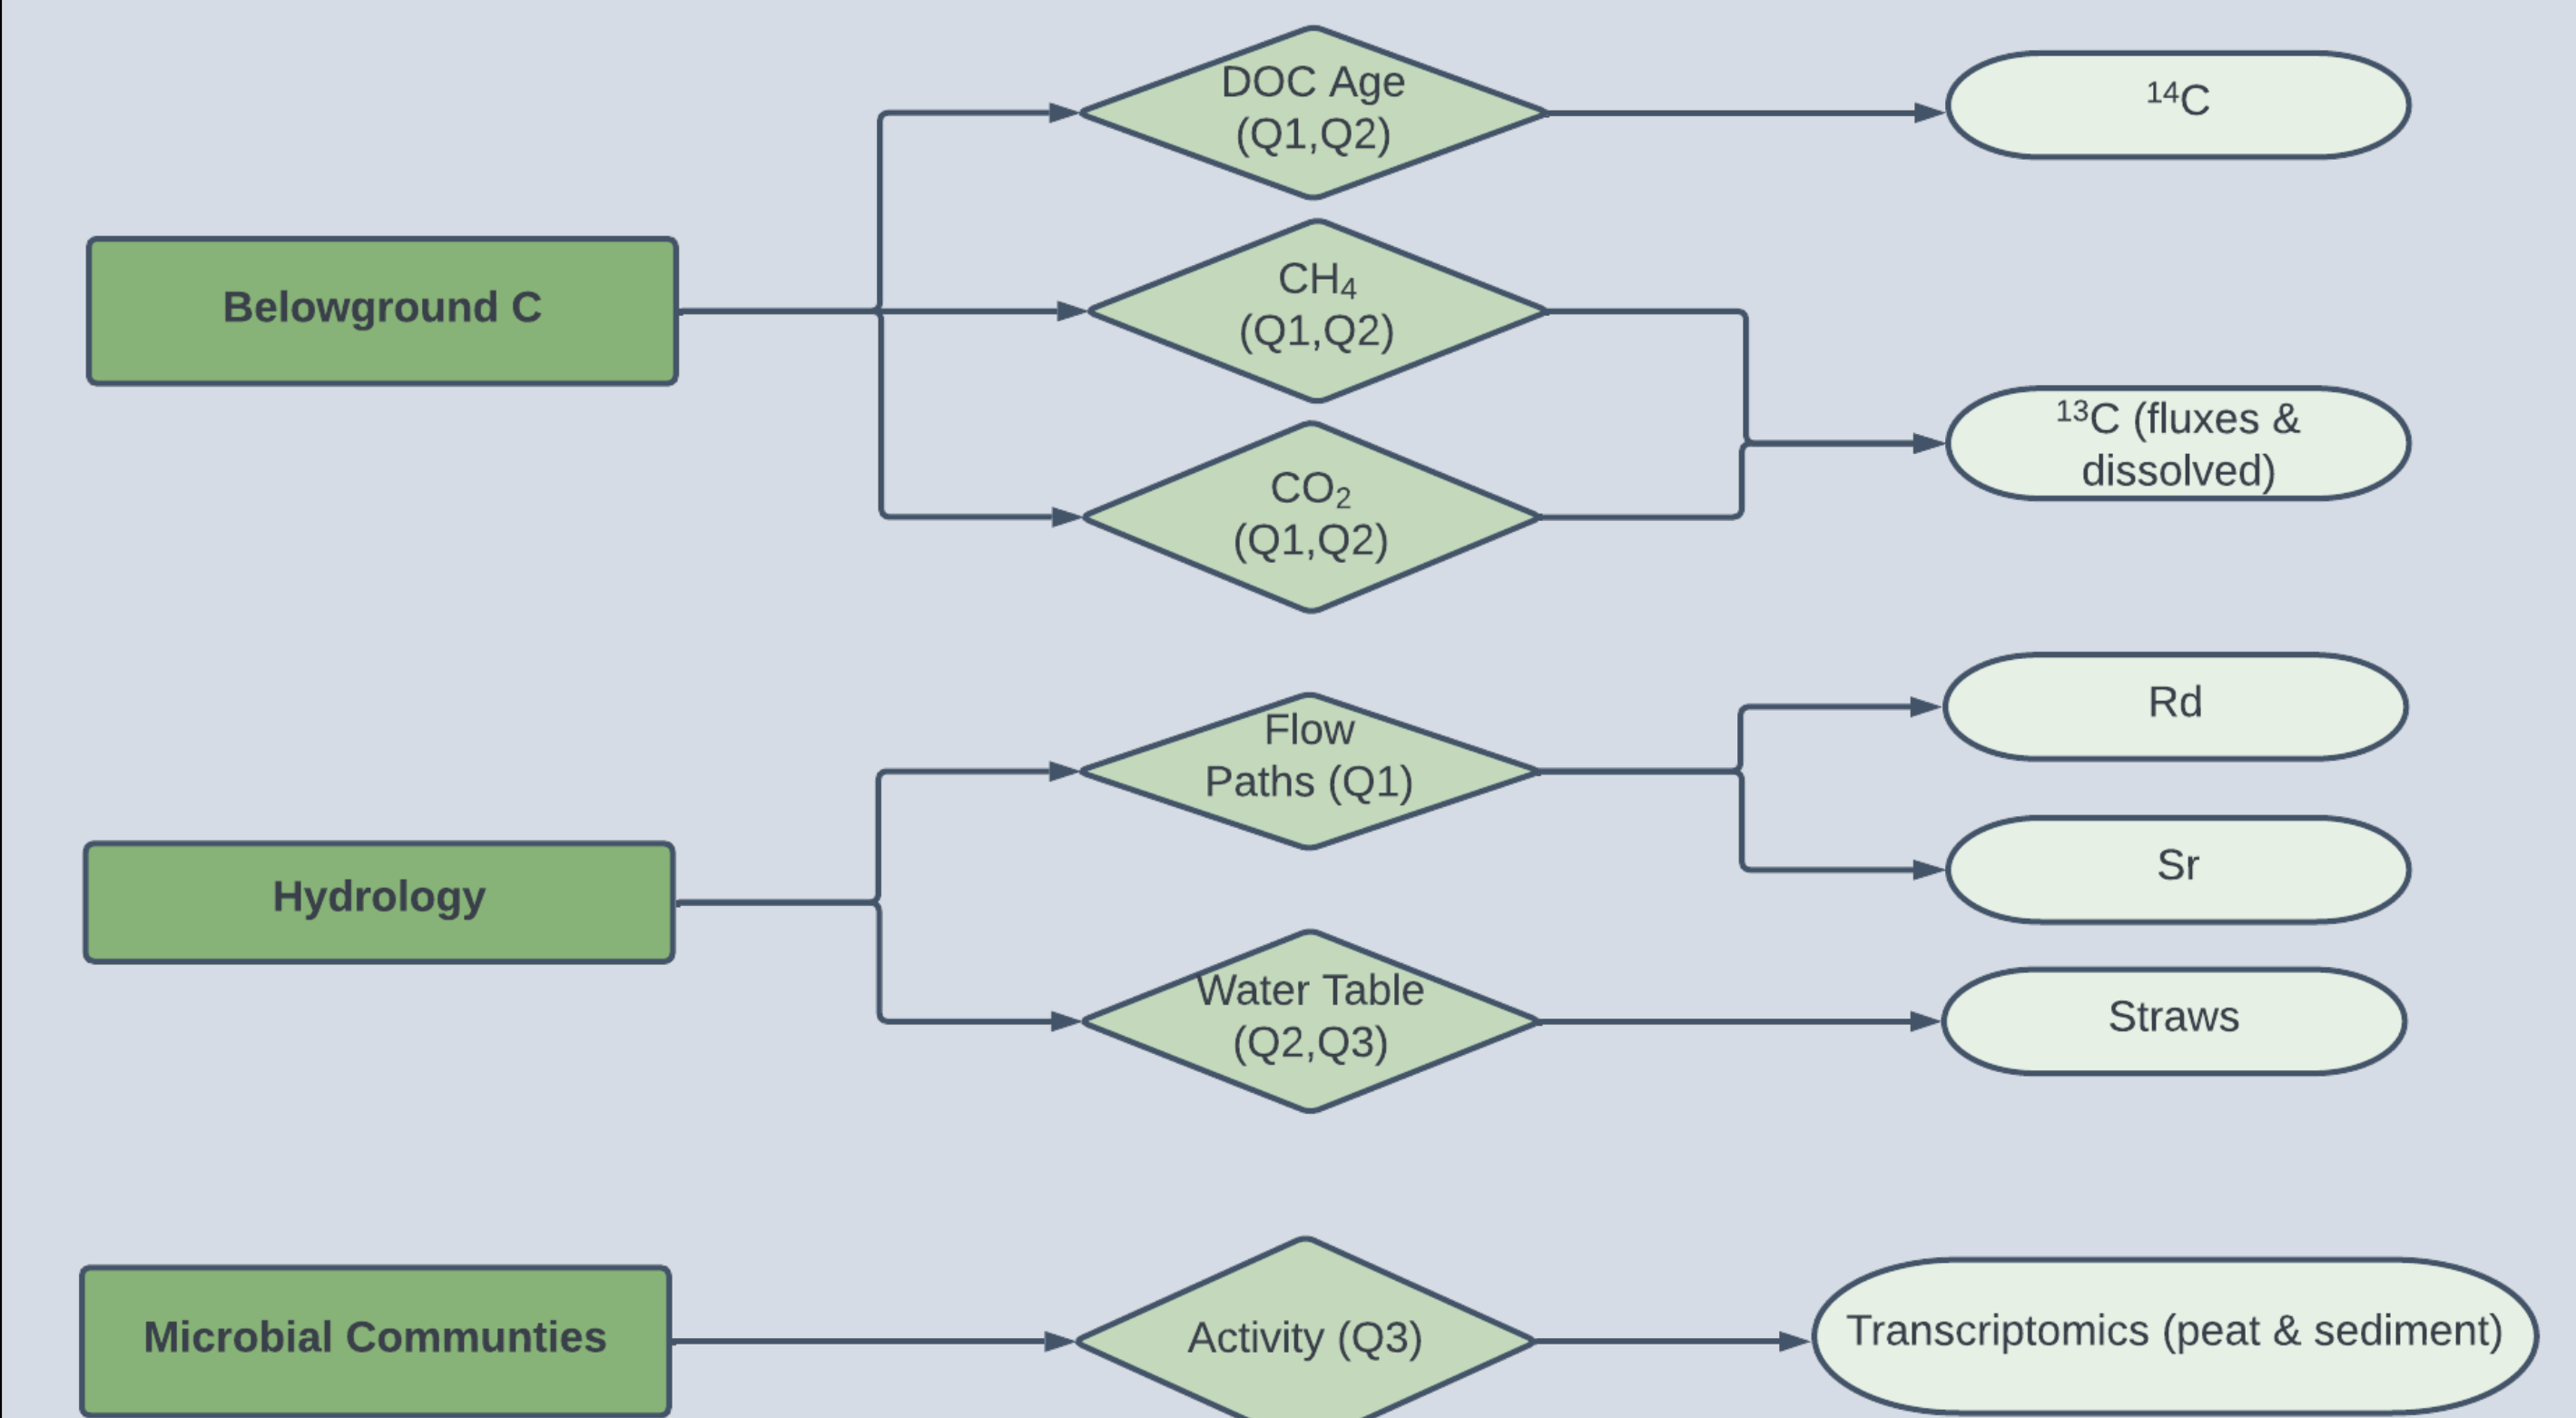 DOC Age
(Q1,Q2)
¹⁴C
Belowground C
CH₄
(Q1,Q2)
¹³C (fluxes &
dissolved)
CO₂
(Q1,Q2)
Flow
Paths (Q1)
Rd
Sr
Hydrology
Water Table
(Q2,Q3)
Straws
Microbial Communties
Activity (Q3)
Transcriptomics (peat & sediment)